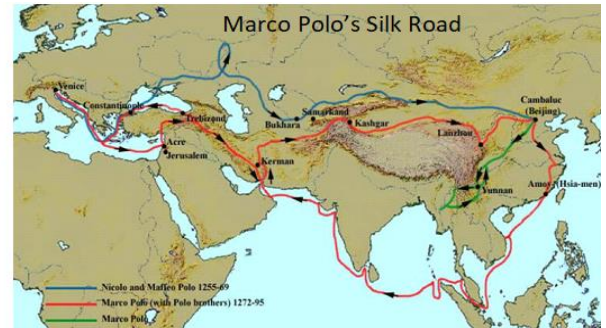 Marco Polo's Silk Road
Venice
Constantinople
Trebizond
Bukhara
Samarkand
Kashgar
Cambaluc
(Beijing)
Lanzhou
Acre
Jerusalem
Kerman
Yunnan
Amoy (Hsia-men)
Nicolo and Maffeo Polo 1255-69
Marco Polo (with Polo brothers) 1272-95
Marco Polo